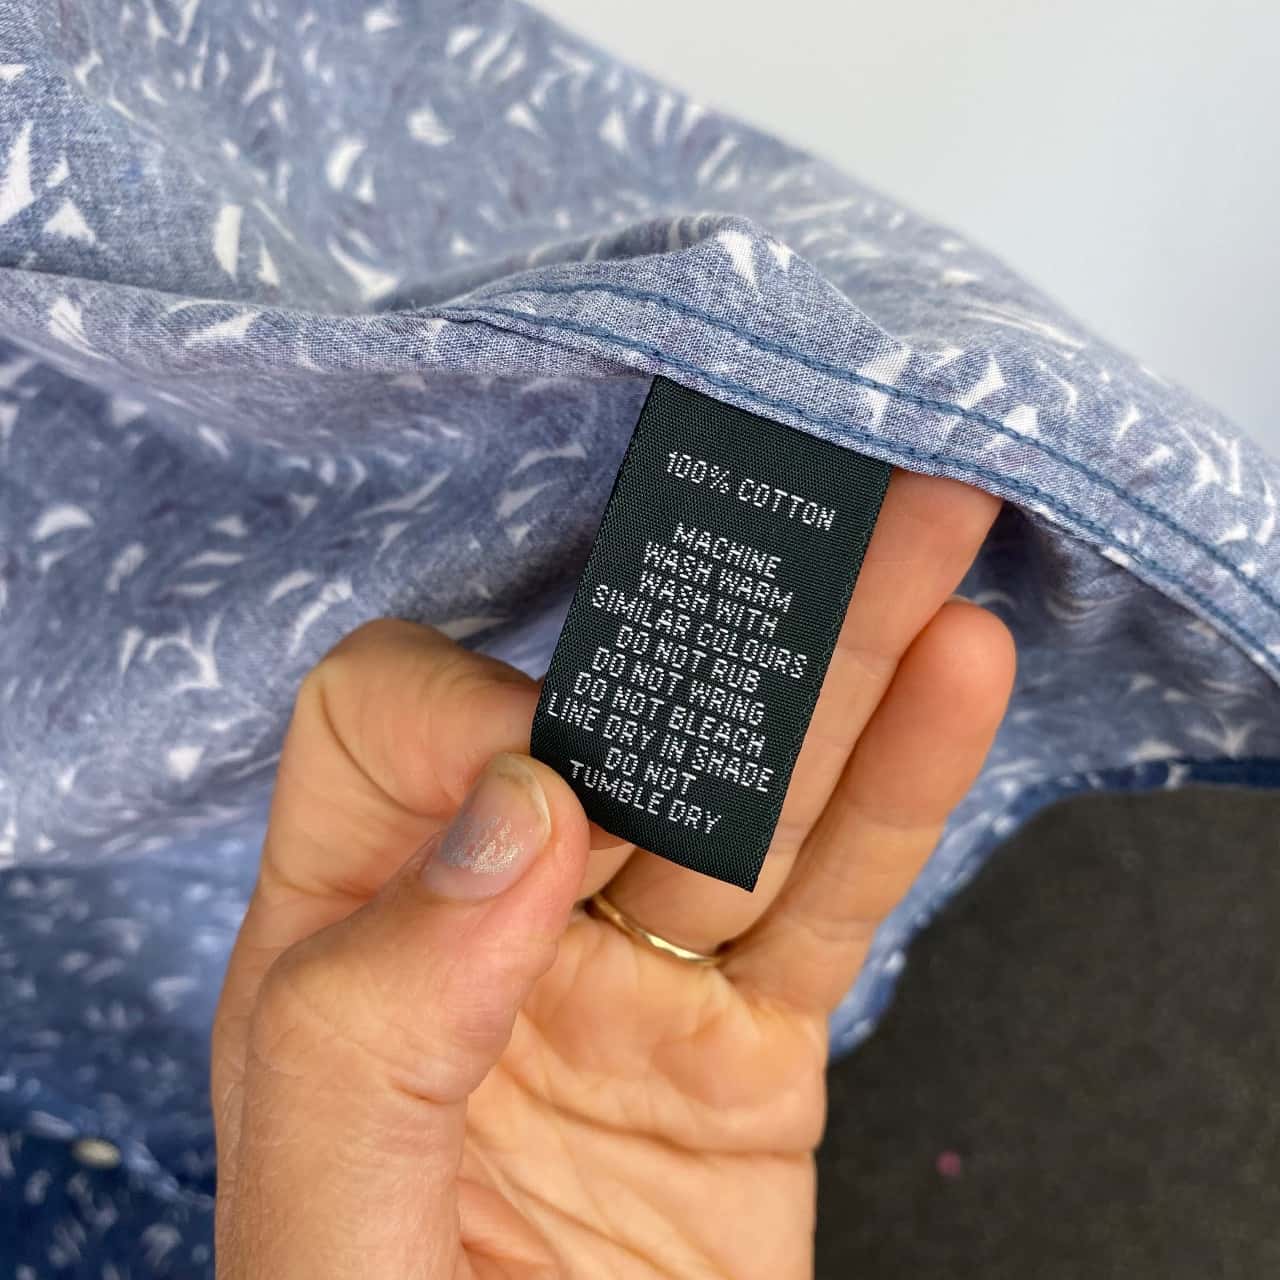 100% COTTON
MACHINE
WASH WARM
WASH WITH
SIMILAR COLOURS
DO NOT RUB
DO NOT WRING
DO NOT BLEACH
LINE DRY IN SHADE
DO NOT
TUMBLE DRY